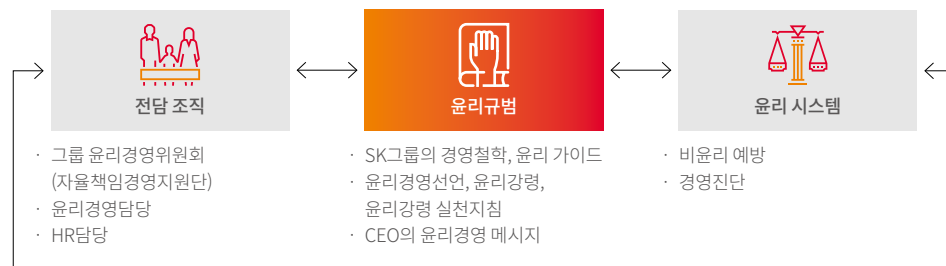 전담 조직
· 그룹 윤리경영위원회
(자율책임경영지원단)
· 윤리경영담당
· HR담당
윤리규범
· SK그룹의 경영철학, 윤리 가이드
· 윤리경영선언, 윤리강령,
윤리강령 실천지침
· CEO의 윤리경영 메시지
윤리 시스템
· 비윤리 예방
· 경영진단